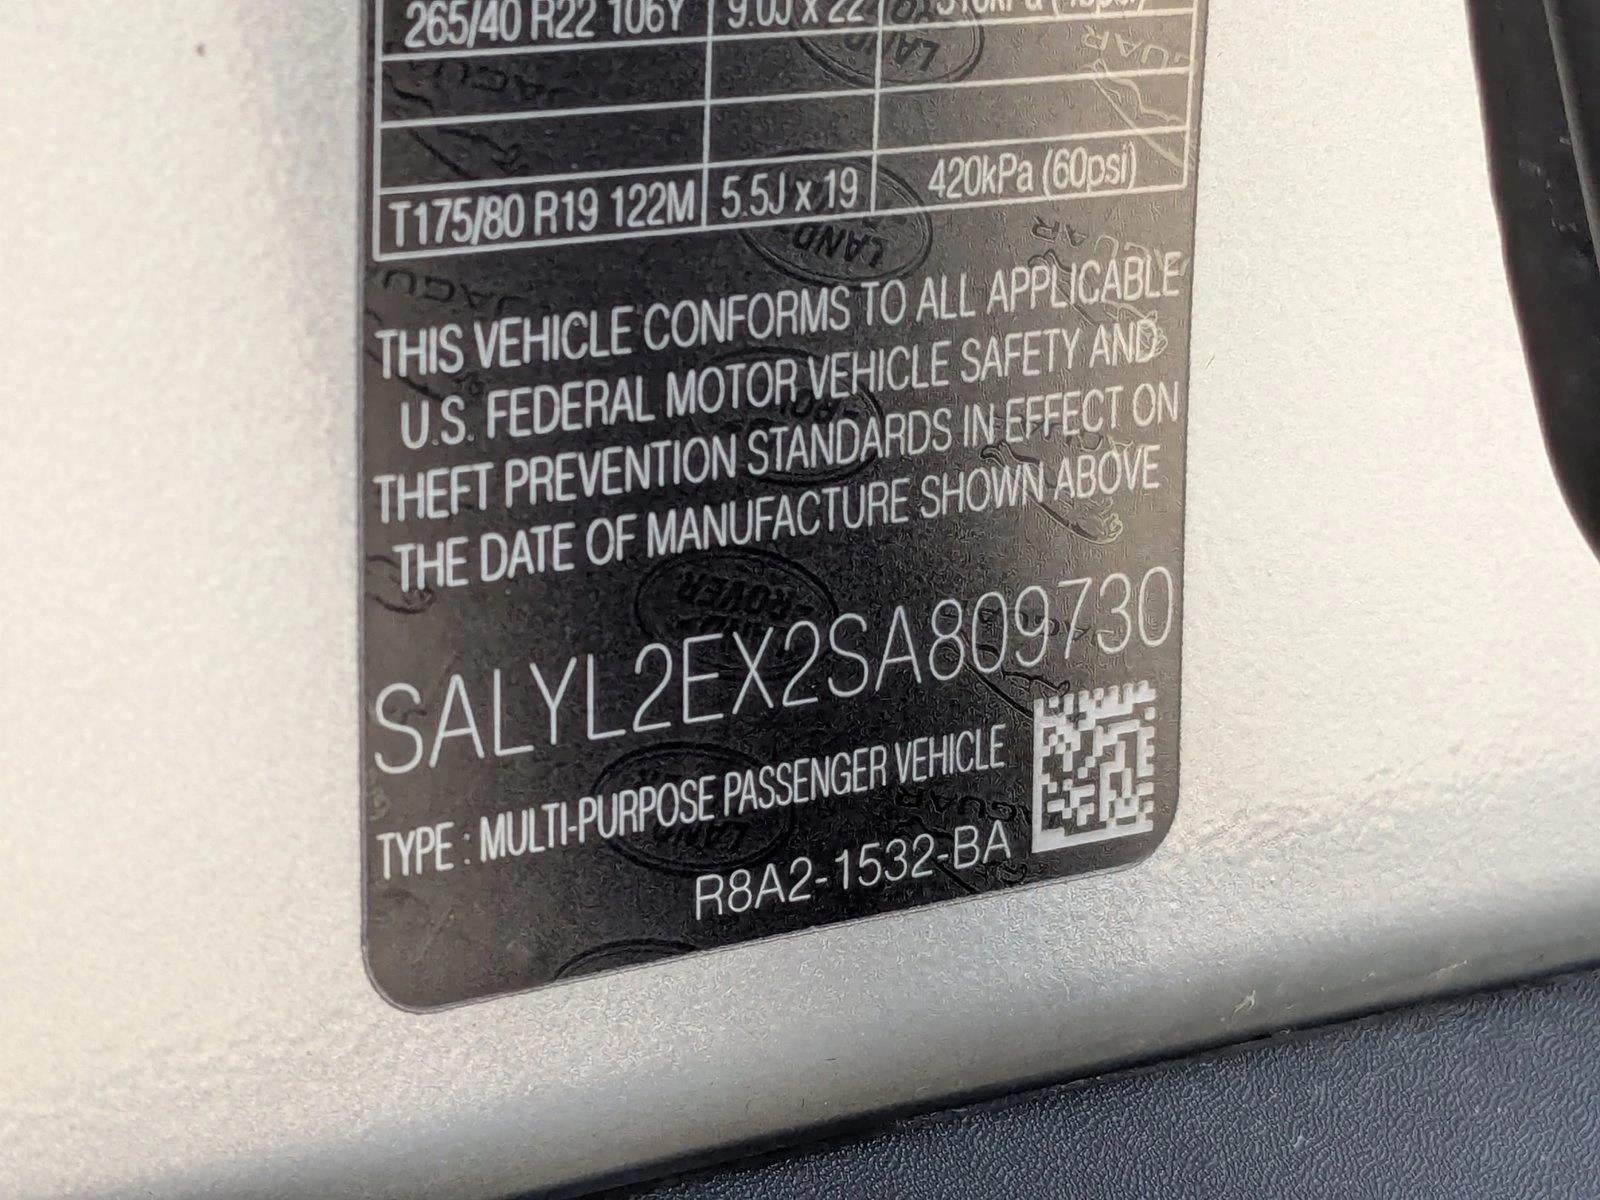 265/40 R22 106Y 9.0J x 22
T175/80 R19 122M 5.5J x 19 420kPa (60psi)
THIS VEHICLE CONFORMS TO ALL APPLICABLE
U.S. FEDERAL MOTOR VEHICLE SAFETY AND
THEFT PREVENTION STANDARDS IN EFFECT ON
THE DATE OF MANUFACTURE SHOWN ABOVE
SALYL2EX2SA809730
TYPE : MULTI-PURPOSE PASSENGER VEHICLE
R8A2-1532-BA